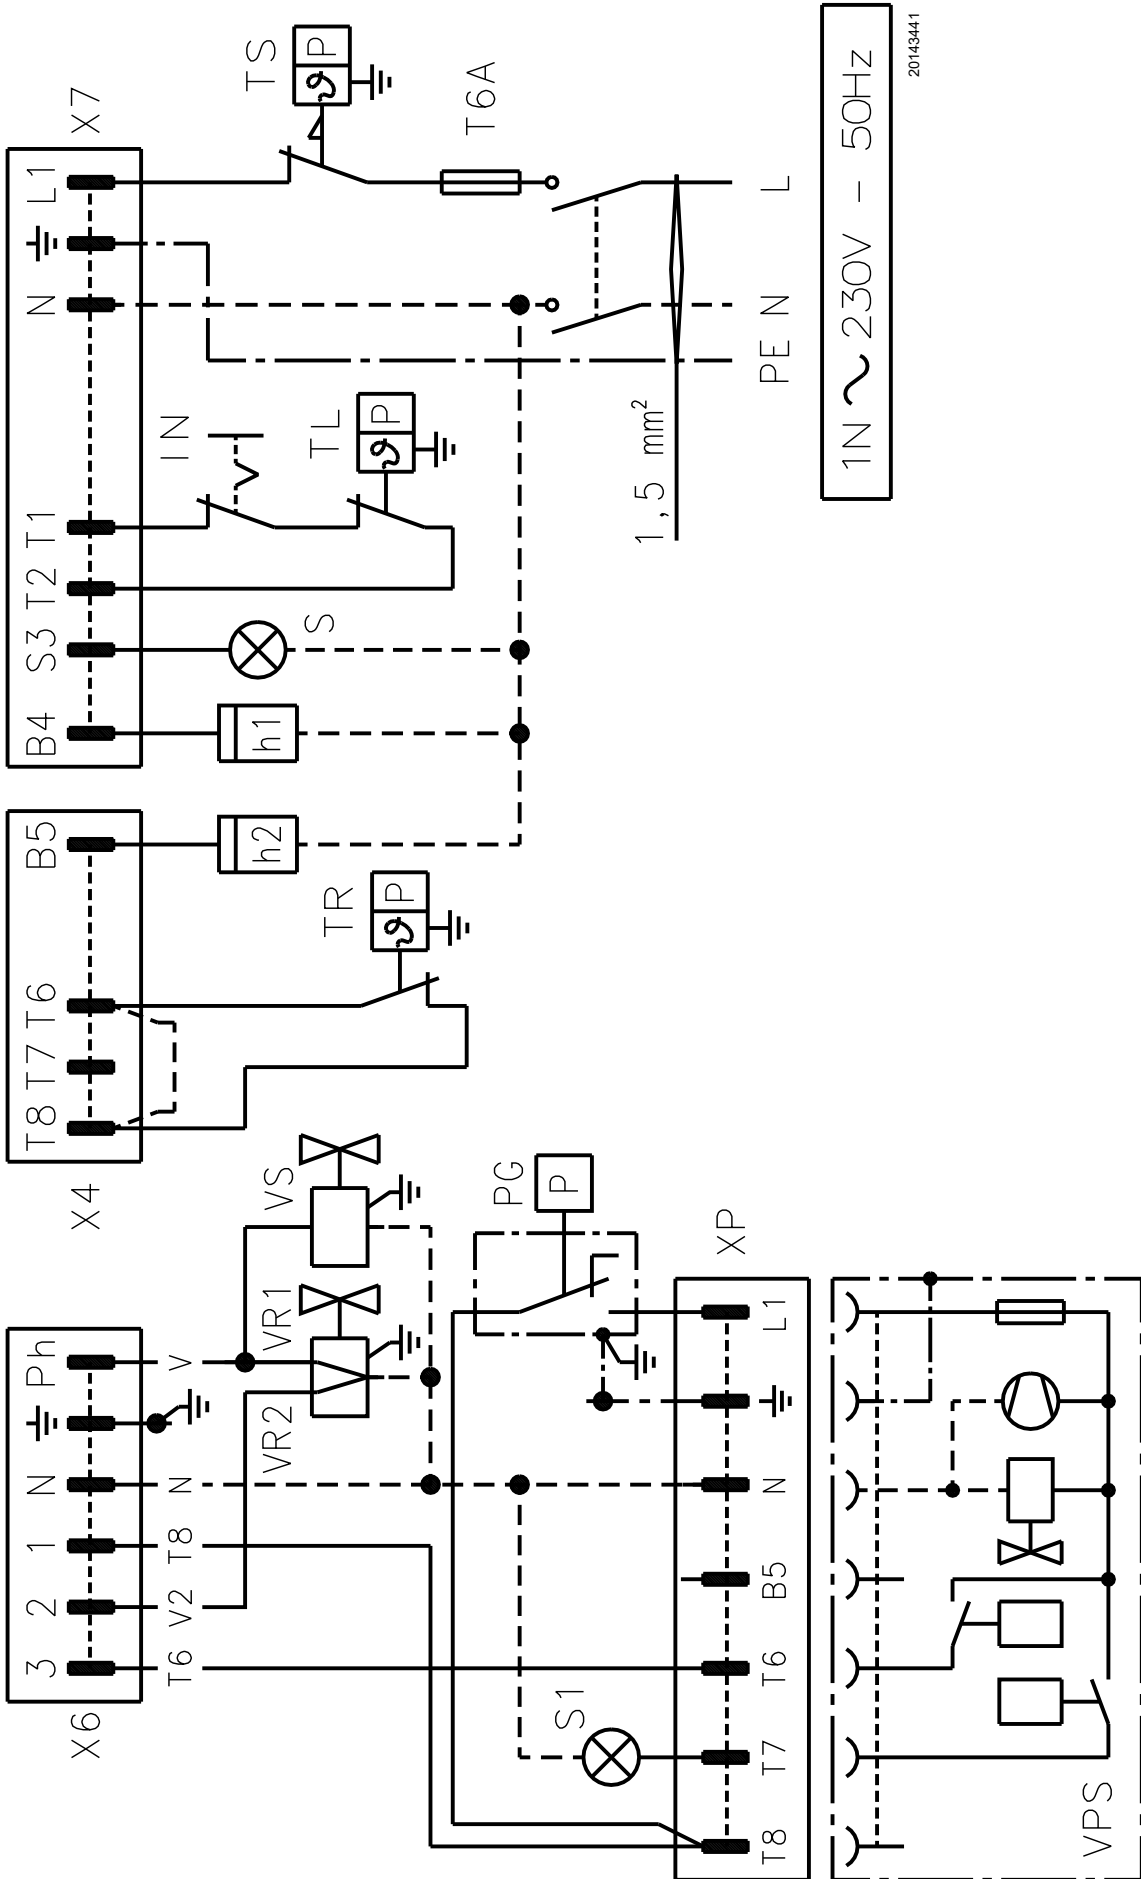 X7
L1
N
T1
T2
S3
B4
TS
P
T6A
L
N
PE
1,5 mm²
IN
TL
P
S
h1
1N ~ 230V - 50Hz
20143441
X4
B5
T6
T7
T8
h2
TR
P
X6
Ph
N
1
2
3
V
N
T8
V2
T6
VS
VR1
VR2
PG
P
S1
XP
L1
N
B5
T6
T7
T8
VPS